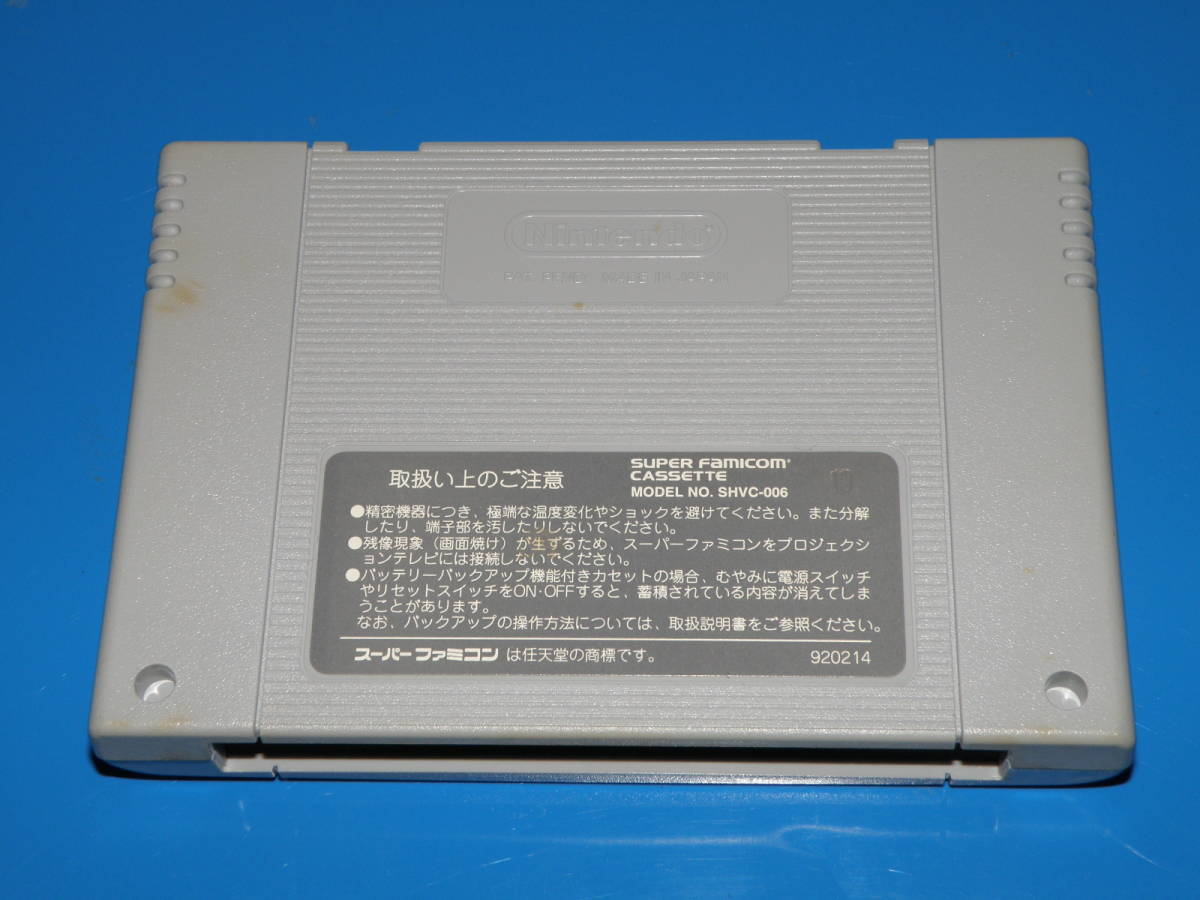 Nintendo
PAT. PEND. MADE IN JAPAN
取扱い上のご注意
SUPER FAMICOM
CASSETTE
MODEL NO. SHVC-006
●精密機器につき、極端な温度変化やショックを避けてください。また分解
したり、端子部を汚したりしないでください。
●残像現象（画面焼け）が生ずるため、スーパーファミコンをプロジェクシ
ョンテレビには接続しないでください。
●バッテリーバックアップ機能付きカセットの場合、むやみに電源スイッチ
やリセットスイッチをON·OFFすると、蓄積されている内容が消えてしま
うことがあります。
なお、バックアップの操作方法については、取扱説明書をご参照ください。
スーパーファミコン は任天堂の商標です。
920214